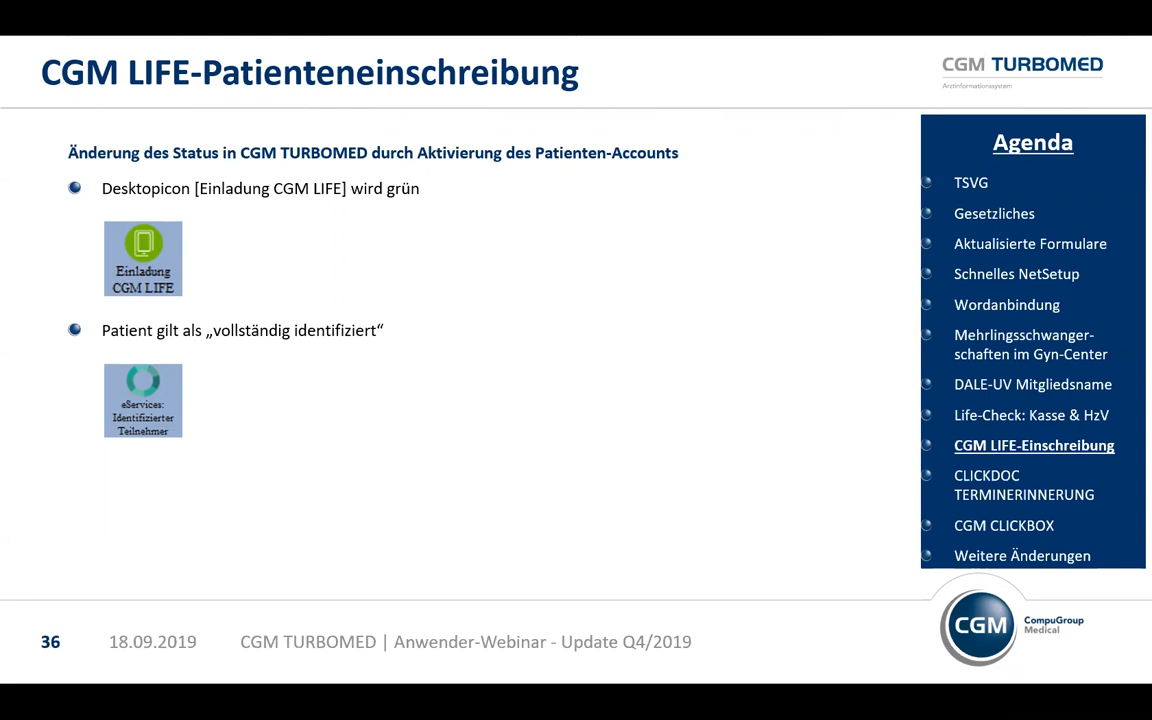 CGM LIFE-Patienteneinschreibung
CGM TURBOMED
Arztinformationssystem
Änderung des Status in CGM TURBOMED durch Aktivierung des Patienten-Accounts
Desktopicon [Einladung CGM LIFE] wird grün
Einladung
CGM LIFE
Patient gilt als „vollständig identifiziert“
eServices:
Identifizierter
Teilnehmer
Agenda
TSVG
Gesetzliches
Aktualisierte Formulare
Schnelles NetSetup
Wordanbindung
Mehrlingsschwanger-
schaften im Gyn-Center
DALE-UV Mitgliedsname
Life-Check: Kasse & HzV
CGM LIFE-Einschreibung
CLICKDOC
TERMINERINNERUNG
CGM CLICKBOX
Weitere Änderungen
36 18.09.2019 CGM TURBOMED | Anwender-Webinar - Update Q4/2019
CGM
CompuGroup
Medical